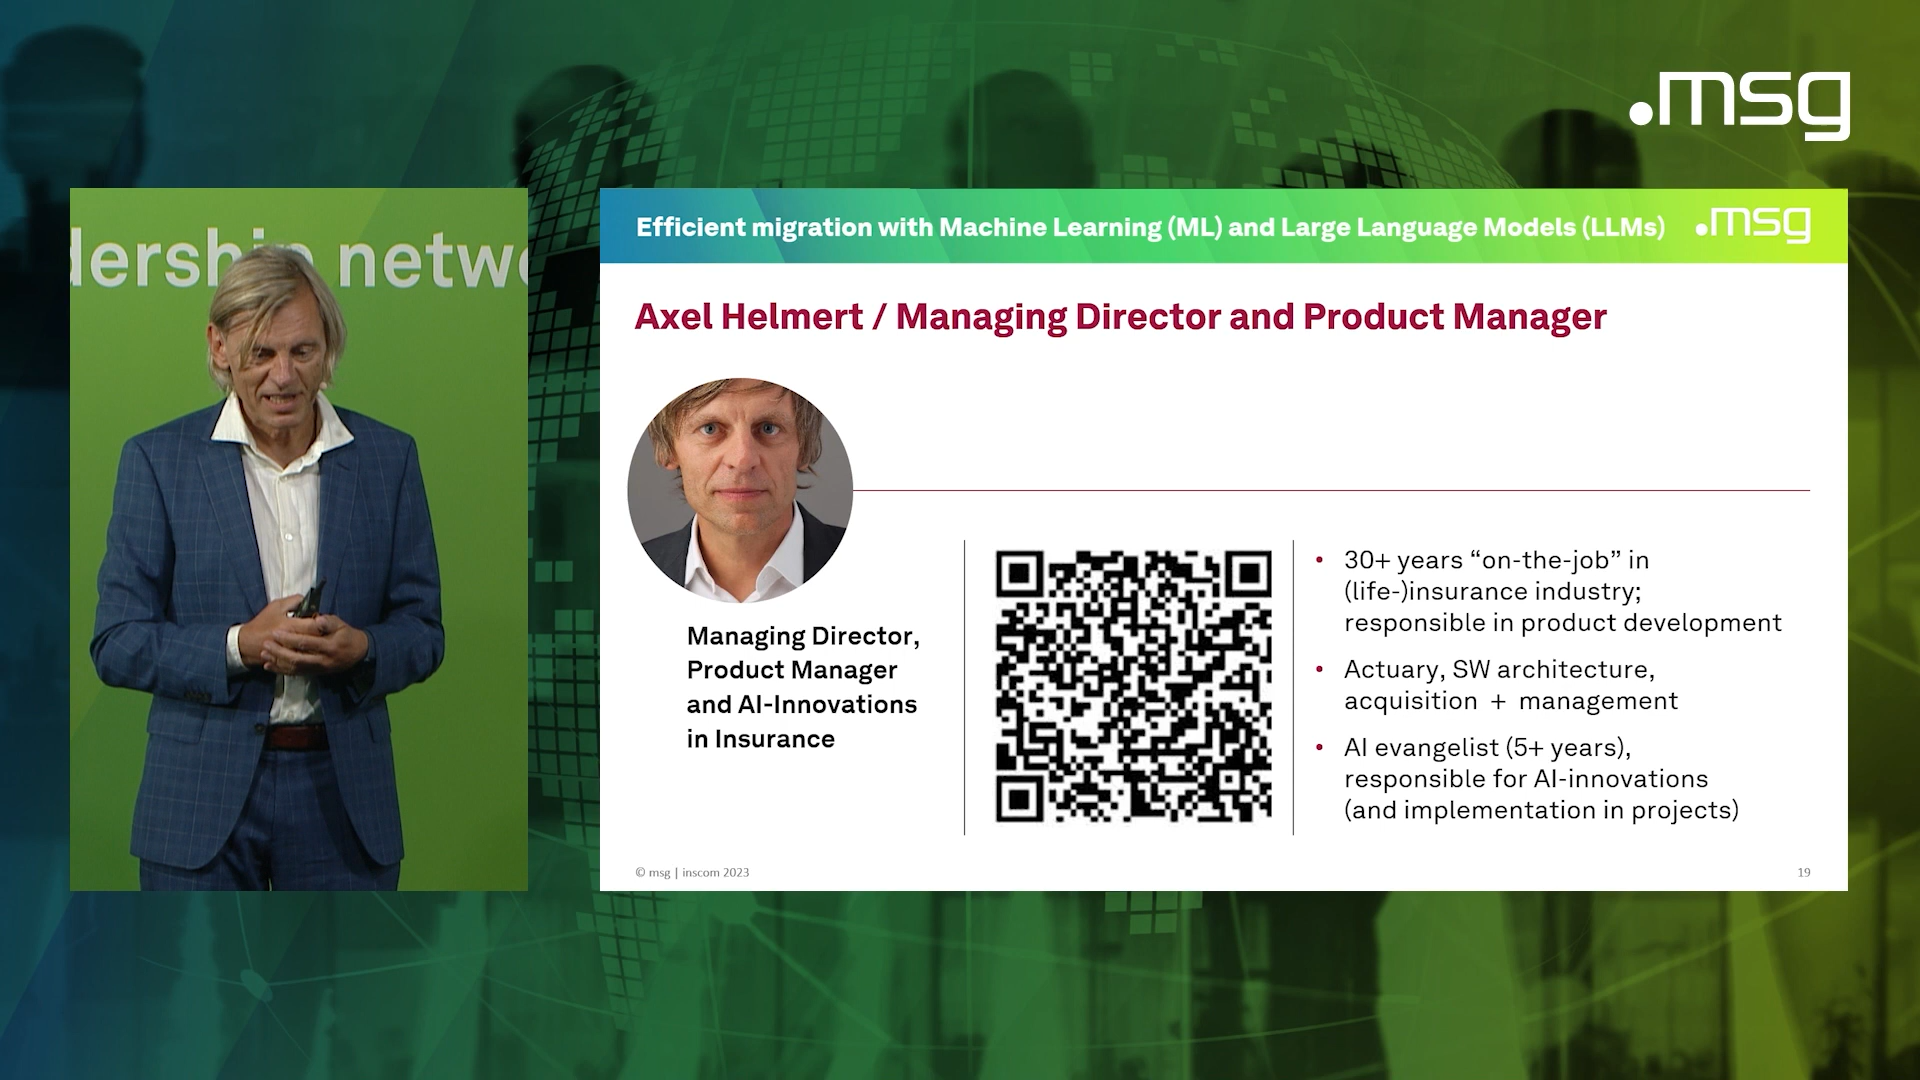 .msg
dership netwo
Efficient migration with Machine Learning (ML) and Large Language Models (LLMs)
.msg
Axel Helmert / Managing Director and Product Manager
Managing Director,
Product Manager
and AI-Innovations
in Insurance
• 30+ years “on-the-job” in
(life-)insurance industry;
responsible in product development
• Actuary, SW architecture,
acquisition + management
• AI evangelist (5+ years),
responsible for AI-innovations
(and implementation in projects)
© msg | inscom 2023
19